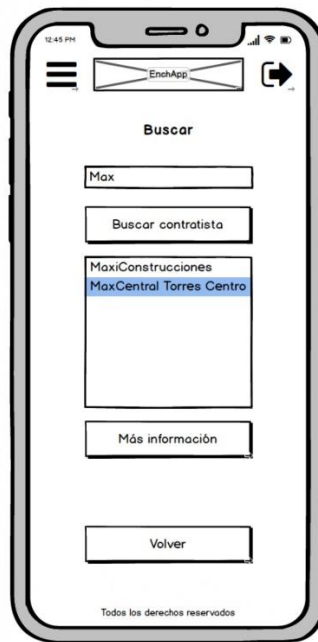 12:45 PM
EnchApp
Buscar
Max
Buscar contratista
MaxiConstrucciones
MaxCentral Torres Centro
Más información
Volver
Todos los derechos reservados